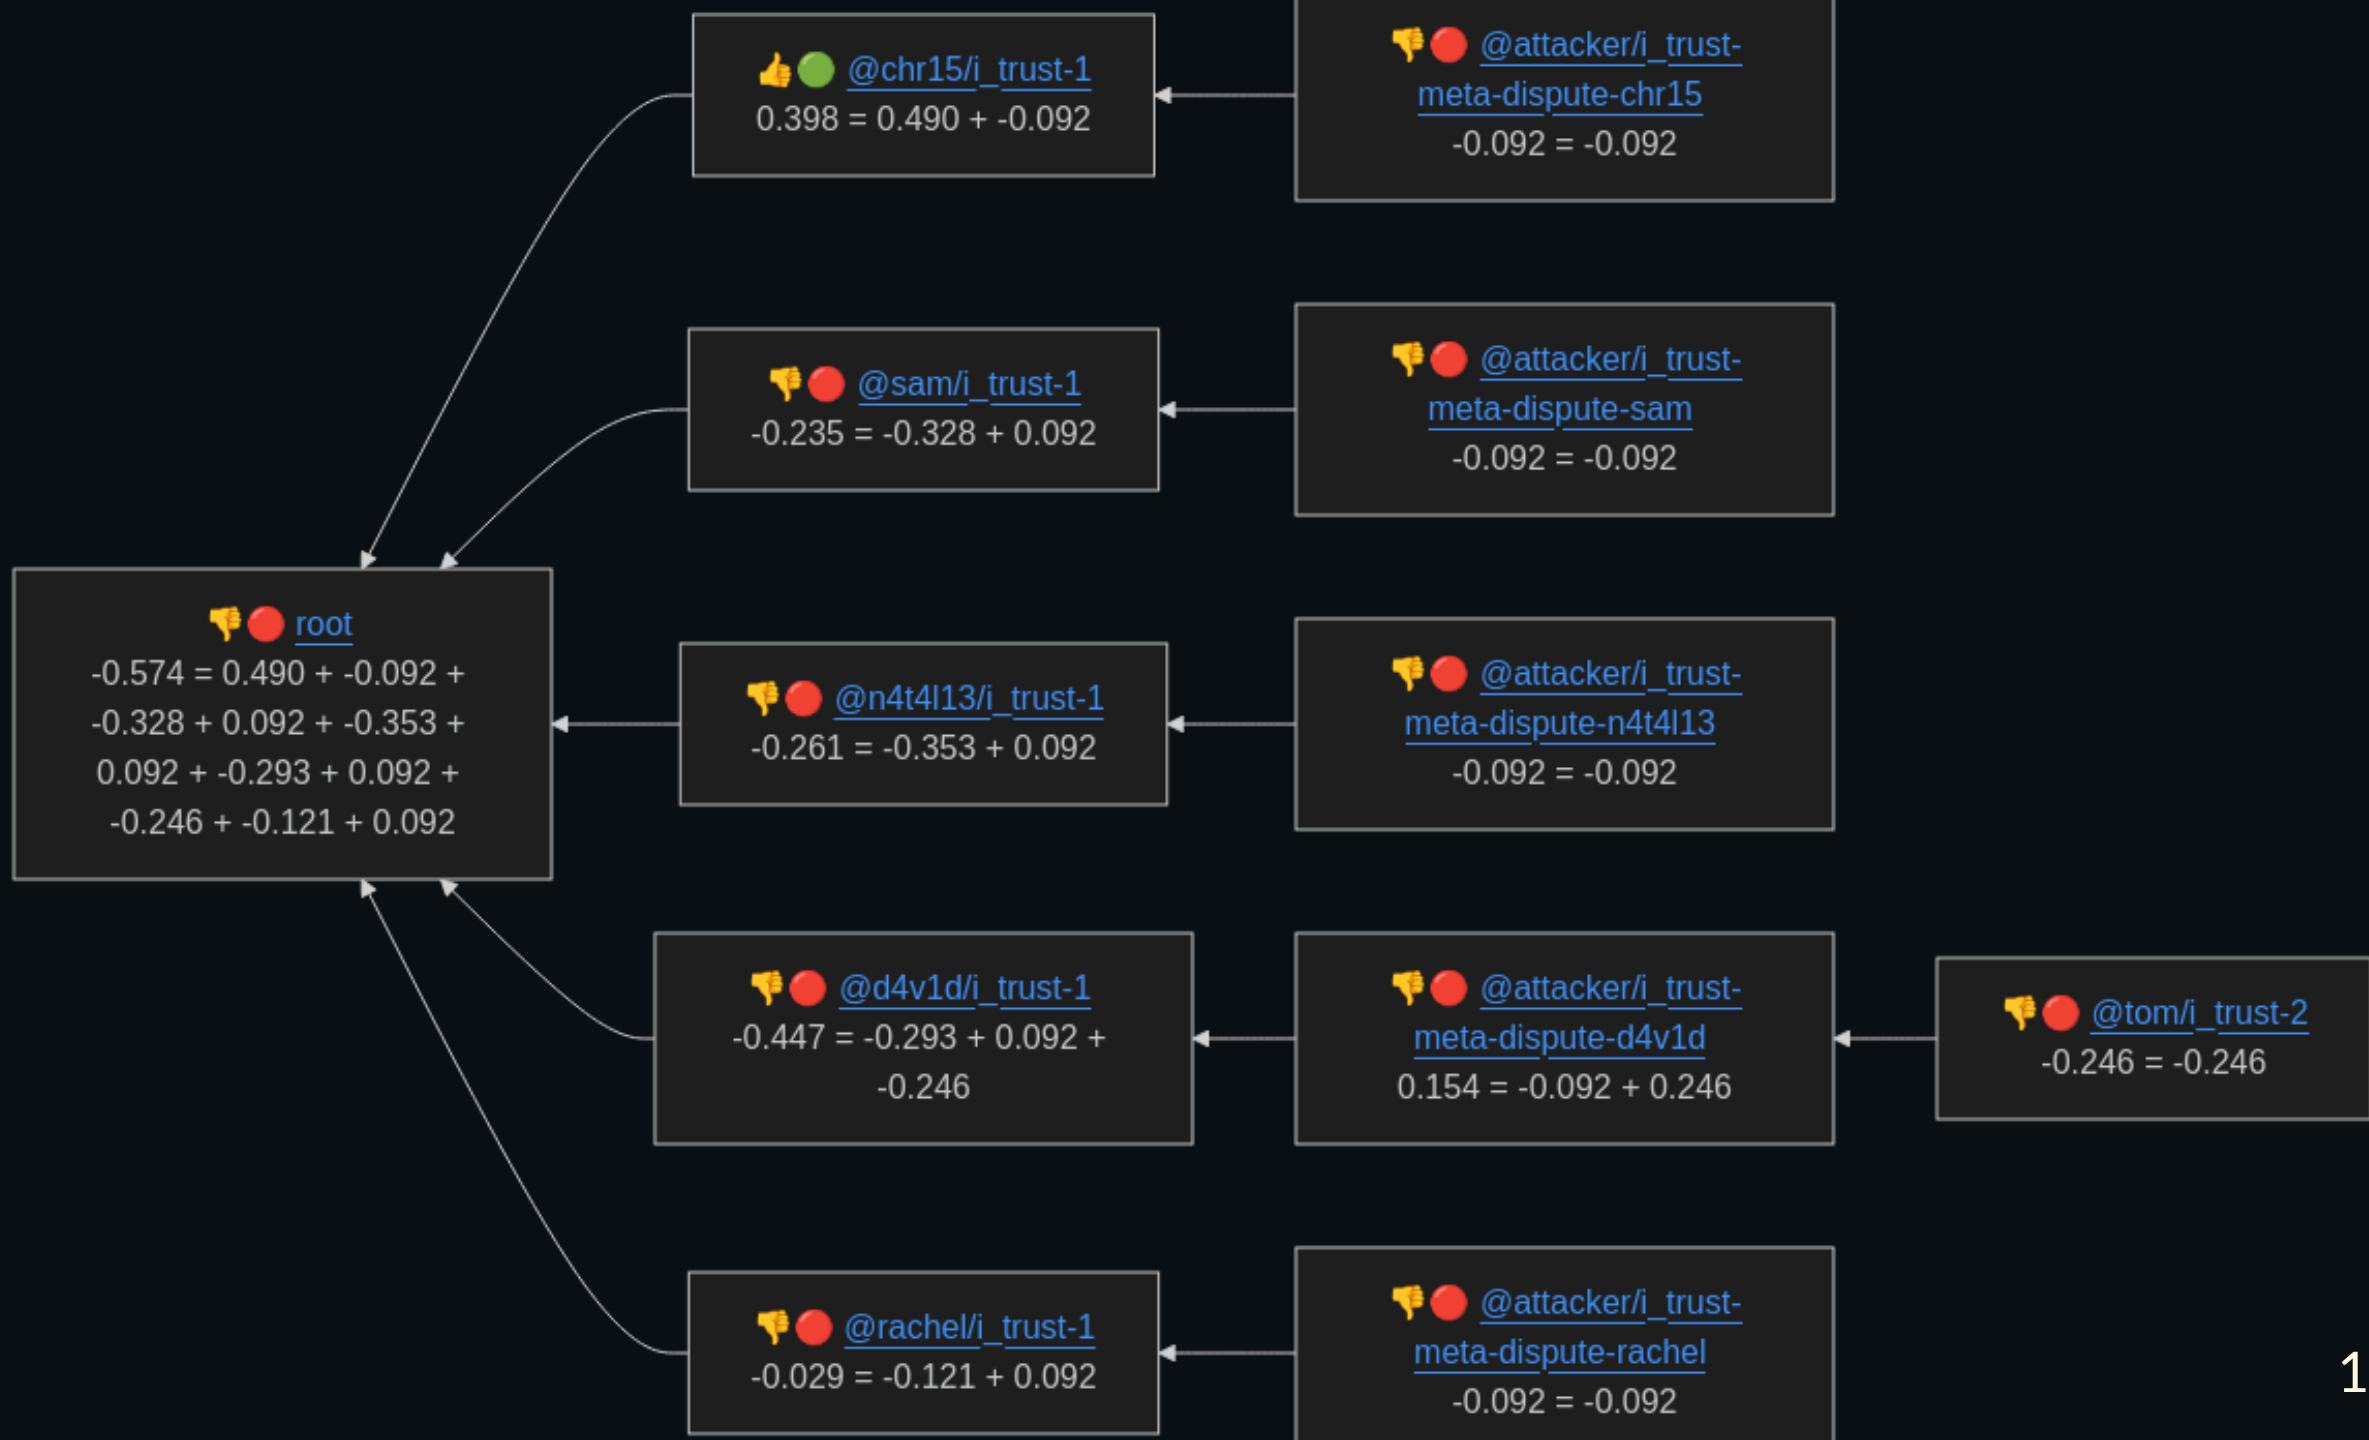 👍🟢 @chr15/i_trust-1
0.398 = 0.490 + -0.092
👎🔴 @attacker/i_trust-
meta-dispute-chr15
-0.092 = -0.092
👎🔴 @sam/i_trust-1
-0.235 = -0.328 + 0.092
👎🔴 @attacker/i_trust-
meta-dispute-sam
-0.092 = -0.092
👎🔴 root
-0.574 = 0.490 + -0.092 +
-0.328 + 0.092 + -0.353 +
0.092 + -0.293 + 0.092 +
-0.246 + -0.121 + 0.092
👎🔴 @n4t4l13/i_trust-1
-0.261 = -0.353 + 0.092
👎🔴 @attacker/i_trust-
meta-dispute-n4t4l13
-0.092 = -0.092
👎🔴 @d4v1d/i_trust-1
-0.447 = -0.293 + 0.092 +
-0.246
👎🔴 @attacker/i_trust-
meta-dispute-d4v1d
0.154 = -0.092 + 0.246
👎🔴 @tom/i_trust-2
-0.246 = -0.246
👎🔴 @rachel/i_trust-1
-0.029 = -0.121 + 0.092
👎🔴 @attacker/i_trust-
meta-dispute-rachel
-0.092 = -0.092
1